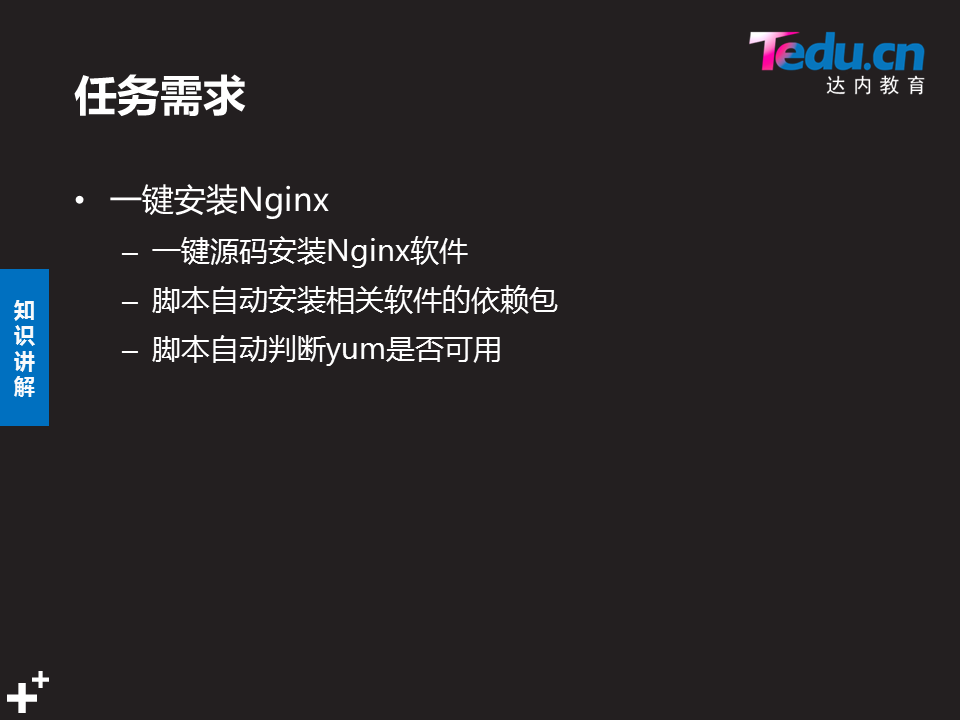 Tedu.cn
达内教育
任务需求
• 一键安装Nginx
– 一键源码安装Nginx软件
– 脚本自动安装相关软件的依赖包
– 脚本自动判断yum是否可用
知识讲解